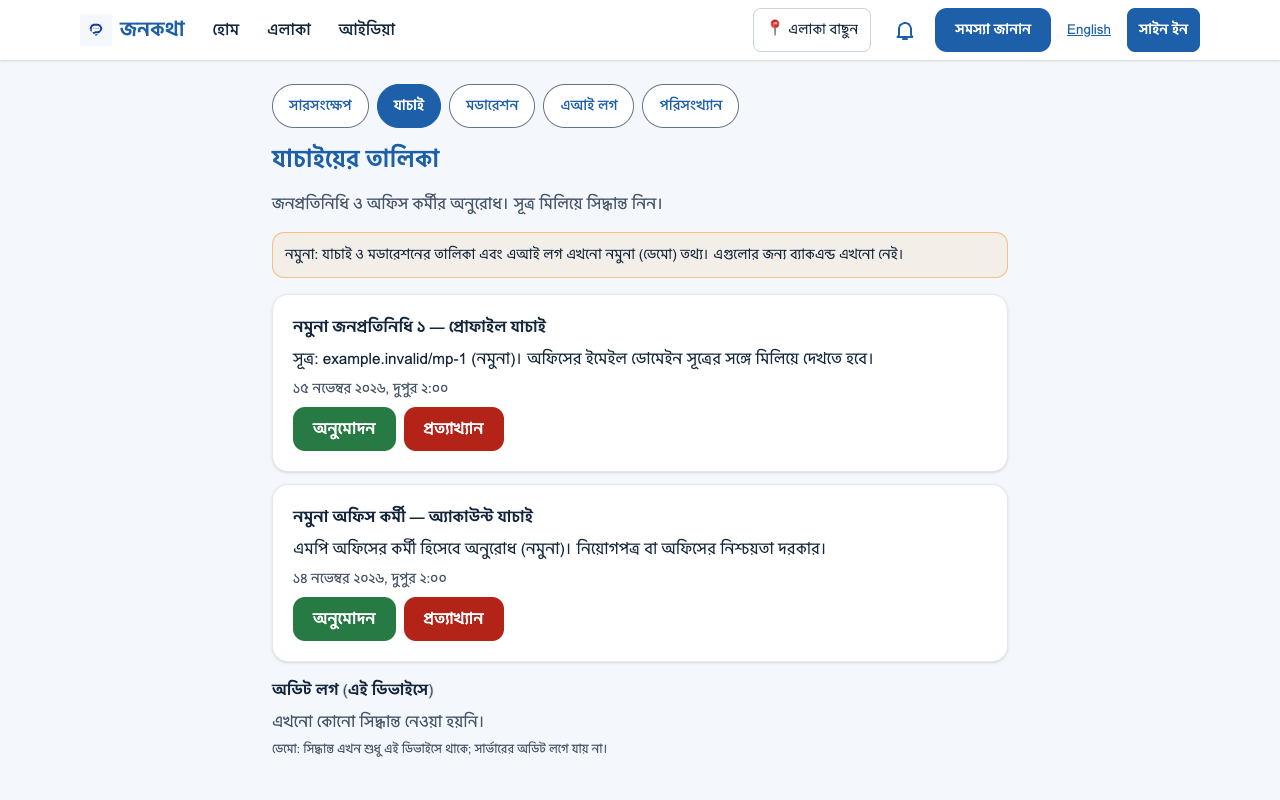 জনকথা হোম এলাকা আইডিয়া 📍 এলাকা বাছুন সমস্যা জানান English সাইন ইন
সারসংক্ষেপ যাচাই মডারেশন এআই লগ পরিসংখ্যান
যাচাইয়ের তালিকা
জনপ্রতিনিধি ও অফিস কর্মীর অনুরোধ। সূত্র মিলিয়ে সিদ্ধান্ত নিন।
নমুনা: যাচাই ও মডারেশনের তালিকা এবং এআই লগ এখনো নমুনা (ডেমো) তথ্য। এগুলোর জন্য ব্যাকএন্ড এখনো নেই।
নমুনা জনপ্রতিনিধি ১ — প্রোফাইল যাচাই
সূত্র: example.invalid/mp-1 (নমুনা)। অফিসের ইমেইল ডোমেইন সূত্রের সঙ্গে মিলিয়ে দেখতে হবে।
১৫ নভেম্বর ২০২৬, দুপুর ২:০০
অনুমোদন প্রত্যাখ্যান
নমুনা অফিস কর্মী — অ্যাকাউন্ট যাচাই
এমপি অফিসের কর্মী হিসেবে অনুরোধ (নমুনা)। নিয়োগপত্র বা অফিসের নিশ্চয়তা দরকার।
১৪ নভেম্বর ২০২৬, দুপুর ২:০০
অনুমোদন প্রত্যাখ্যান
অডিট লগ (এই ডিভাইসে)
এখনো কোনো সিদ্ধান্ত নেওয়া হয়নি।
ডেমো: সিদ্ধান্ত এখন শুধু এই ডিভাইসে থাকে; সার্ভারের অডিট লগে যায় না।